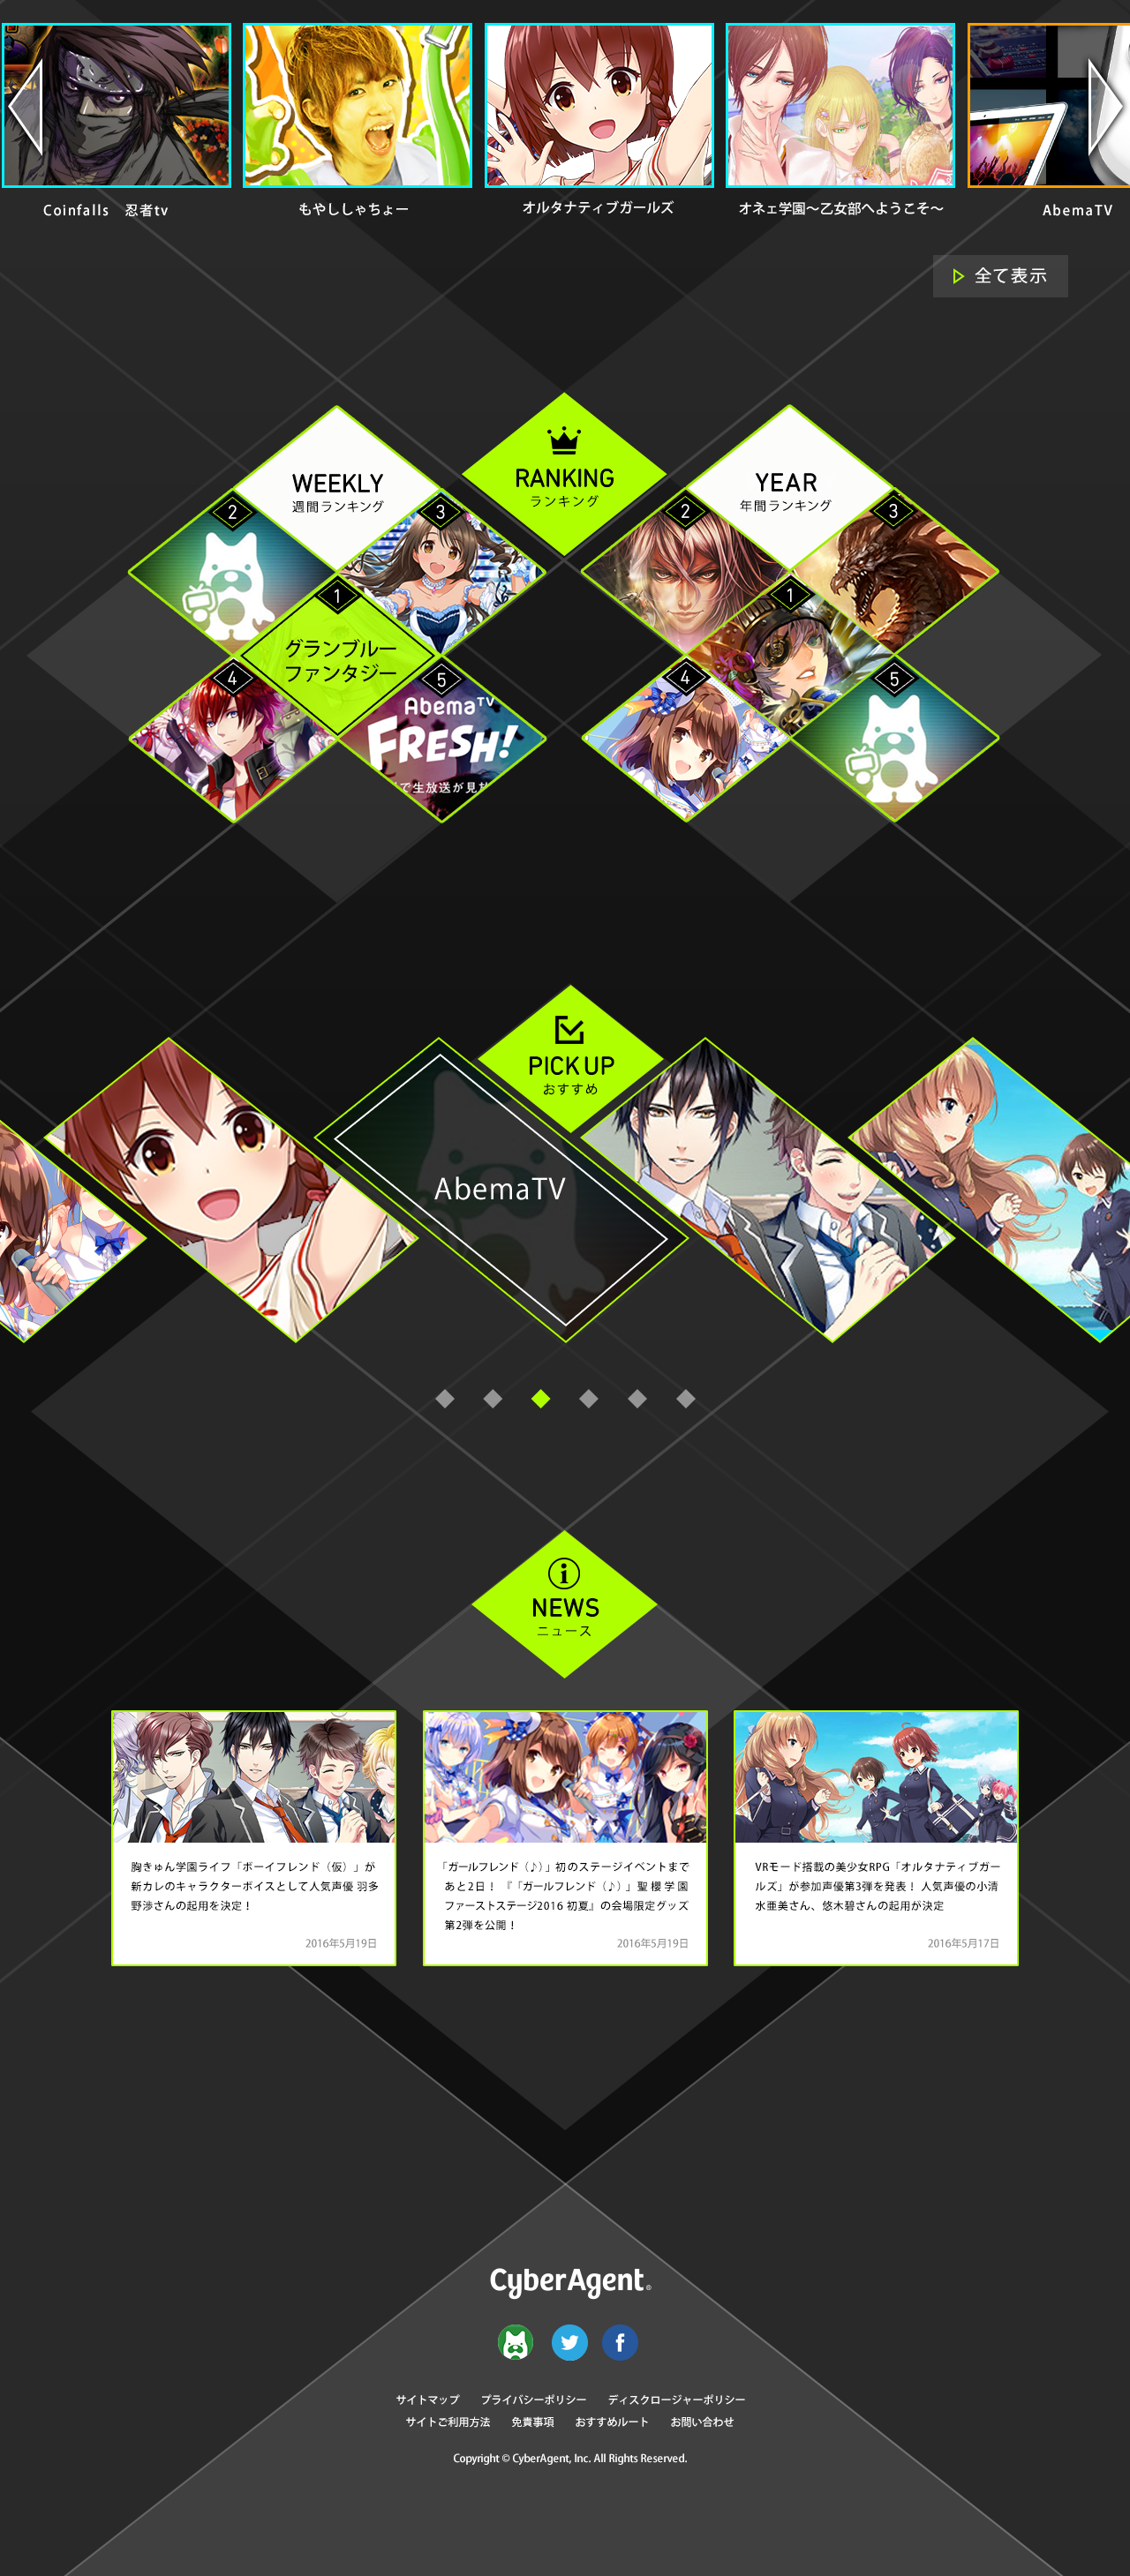 Coinfalls　忍者tv
もやししゃちょー
オルタナティブガールズ
オネェ学園〜乙女部へようこそ〜
AbemaTV
全て表示
RANKING
ランキング
WEEKLY
週間ランキング
2
3
1
グランブルー
ファンタジー
4
5
AbemaTV
FRESH!
で生放送が見
YEAR
年間ランキング
2
3
1
4
5
PICK UP
おすすめ
AbemaTV
NEWS
ニュース
胸きゅん学園ライフ「ボーイフレンド（仮）」が
新カレのキャラクターボイスとして人気声優 羽多
野渉さんの起用を決定！
2016年5月19日
「ガールフレンド（♪）」初のステージイベントまで
あと2日！ 『「ガールフレンド（♪）」聖櫻学園
ファーストステージ2016 初夏』の会場限定グッズ
第2弾を公開！
2016年5月19日
VRモード搭載の美少女RPG「オルタナティブガー
ルズ」が参加声優第3弾を発表！ 人気声優の小清
水亜美さん、悠木碧さんの起用が決定
2016年5月17日
CyberAgent®
サイトマップ　プライバシーポリシー　ディスクロージャーポリシー
サイトご利用方法　免責事項　おすすめルート　お問い合わせ
Copyright © CyberAgent, Inc. All Rights Reserved.